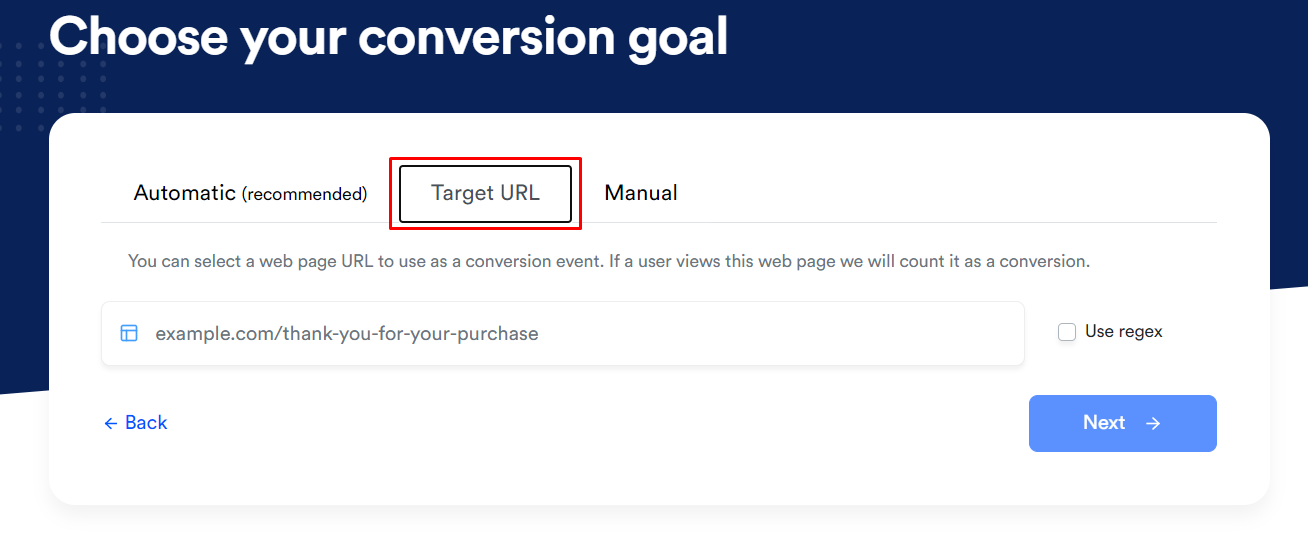 Choose your conversion goal
Automatic (recommended)
Target URL
Manual
You can select a web page URL to use as a conversion event. If a user views this web page we will count it as a conversion.
example.com/thank-you-for-your-purchase
Use regex
← Back
Next →